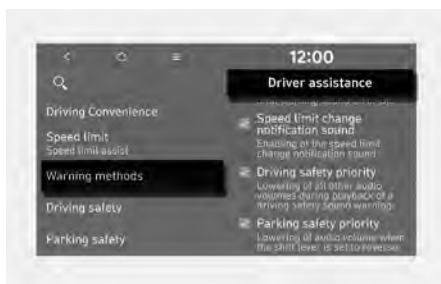 12:00
Driving Convenience
Speed limit
Speed limit assist
Warning methods
Driving safety
Parking safety
Driver assistance
Speed limit change
notification sound
Enabling of the speed limit
change notification sound
Driving safety priority
Lowering of all other audio
volumes during playback of a
driving safety sound warning.
Parking safety priority
Lowering of audio volume when
the shift lever is set to reverse